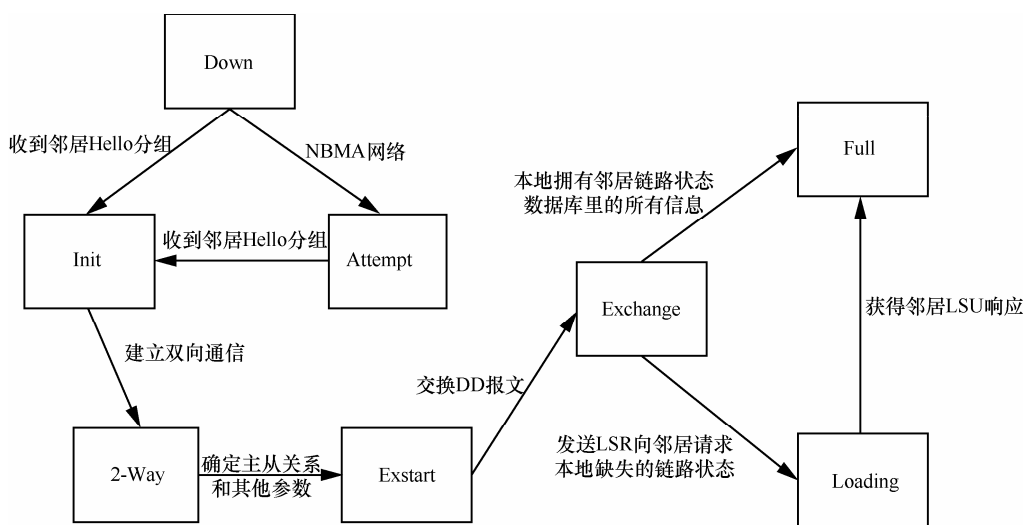 Down
收到邻居Hello分组
NBMA网络
Init
收到邻居Hello分组
Attempt
建立双向通信
2-Way
确定主从关系
和其他参数
Exstart
交换DD报文
Exchange
本地拥有邻居链路状态
数据库里的所有信息
Full
获得邻居LSU响应
发送LSR向邻居请求
本地缺失的链路状态
Loading